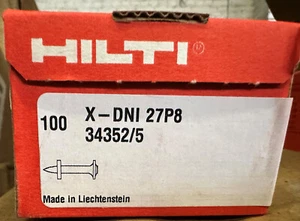 HILTI
100 X-DNI 27P8
34352/5
Made in Liechtenstein